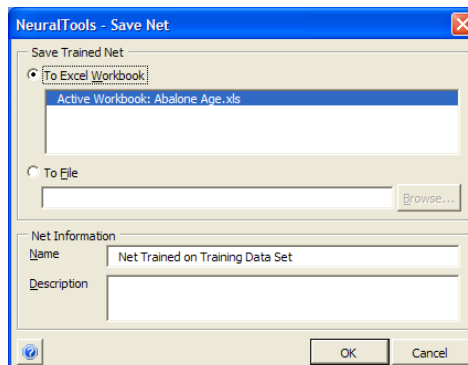 NeuralTools - Save Net
Save Trained Net
To Excel Workbook
Active Workbook: Abalone Age.xls
To File
Browse...
Net Information
Name
Net Trained on Training Data Set
Description
OK
Cancel